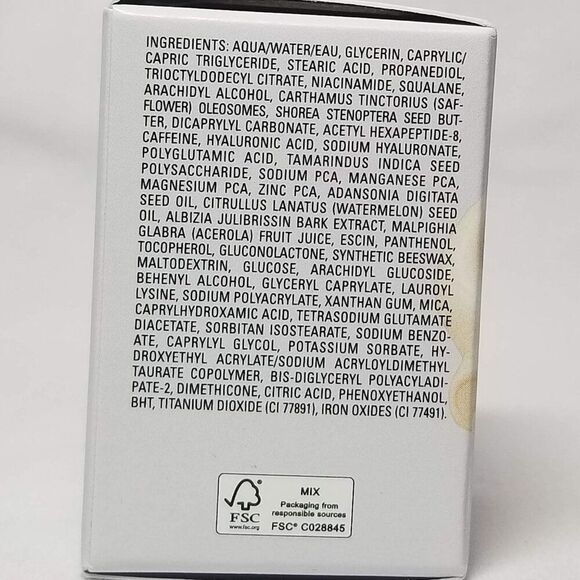 INGREDIENTS: AQUA/WATER/EAU, GLYCERIN, CAPRYLIC/
CAPRIC TRIGLYCERIDE, STEARIC ACID, PROPANEDIOL,
TRIOCTYLDODECYL CITRATE, NIACINAMIDE, SQUALANE,
ARACHIDYL ALCOHOL, CARTHAMUS TINCTORIUS (SAF-
FLOWER) OLEOSOMES, SHOREA STENOPTERA SEED BUT-
TER, DICAPRYLYL CARBONATE, ACETYL HEXAPEPTIDE-8,
CAFFEINE, HYALURONIC ACID, SODIUM HYALURONATE,
POLYGLUTAMIC ACID, TAMARINDUS INDICA SEED
POLYSACCHARIDE, SODIUM PCA, MANGANESE PCA,
MAGNESIUM PCA, ZINC PCA, ADANSONIA DIGITATA
SEED OIL, CITRULLUS LANATUS (WATERMELON) SEED
OIL, ALBIZIA JULIBRISSIN BARK EXTRACT, MALPIGHIA
GLABRA (ACEROLA) FRUIT JUICE, ESCIN, PANTHENOL,
TOCOPHEROL, GLUCONOLACTONE, SYNTHETIC BEESWAX,
MALTODEXTRIN, GLUCOSE, ARACHIDYL GLUCOSIDE,
BEHENYL ALCOHOL, GLYCERYL CAPRYLATE, LAUROYL
LYSINE, SODIUM POLYACRYLATE, XANTHAN GUM, MICA,
CAPRYLHYDROXAMIC ACID, TETRASODIUM GLUTAMATE
DIACETATE, SORBITAN ISOSTEARATE, SODIUM BENZO-
ATE, CAPRYLYL GLYCOL, POTASSIUM SORBATE, HY-
DROXYETHYL ACRYLATE/SODIUM ACRYLOYLDIMETHYL
TAURATE COPOLYMER, BIS-DIGLYCERYL POLYACYLADI-
PATE-2, DIMETHICONE, CITRIC ACID, PHENOXYETHANOL,
BHT, TITANIUM DIOXIDE (CI 77891), IRON OXIDES (CI 77491).
FSC
www.fsc.org
MIX
Packaging from
responsible sources
FSC® C028845